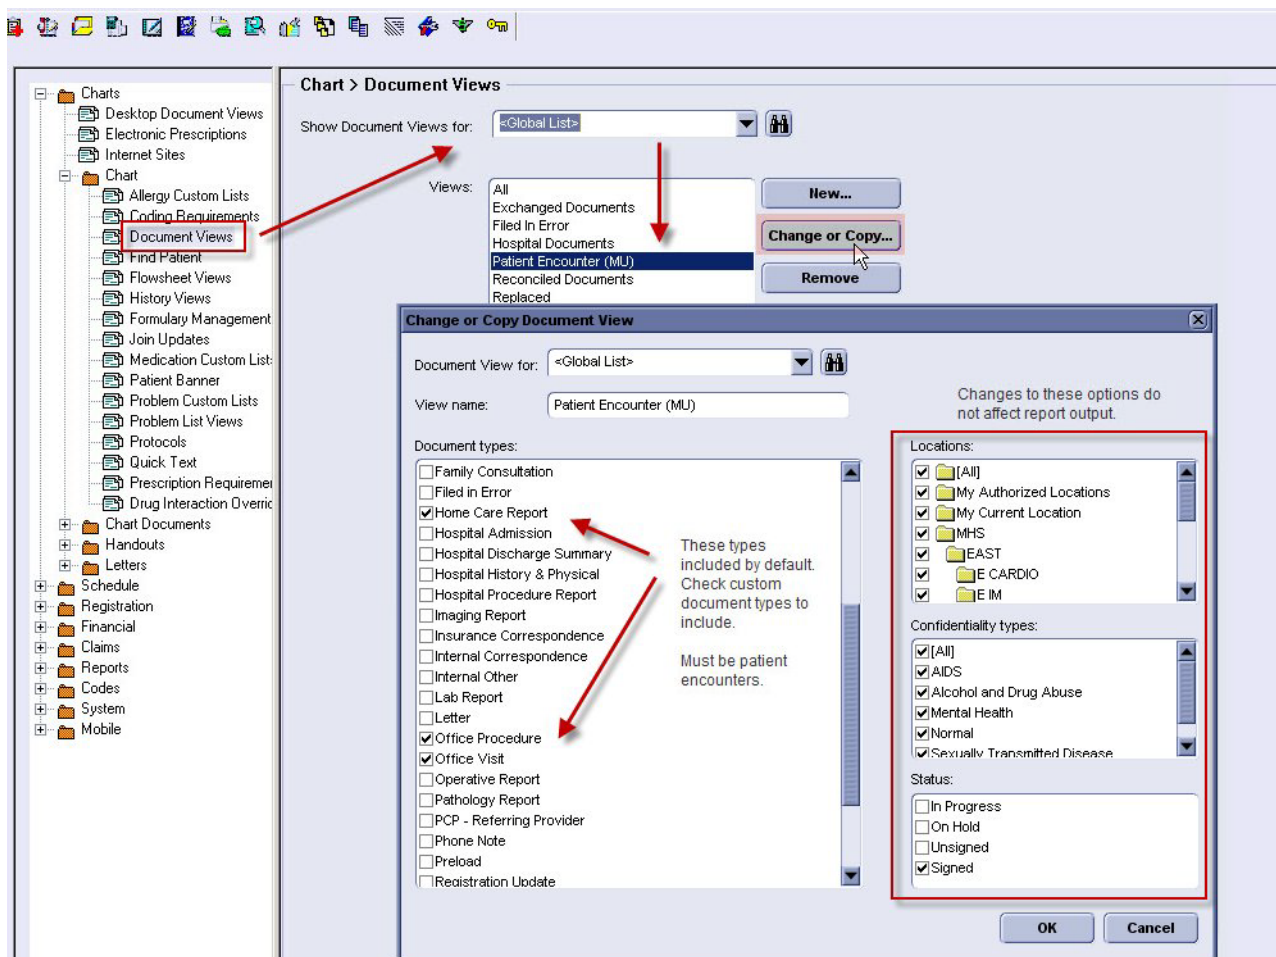 Charts
Desktop Document Views
Electronic Prescriptions
Internet Sites
Chart
Allergy Custom Lists
Coding Requirements
Document Views
Find Patient
Flowsheet Views
History Views
Formulary Management
Join Updates
Medication Custom List
Patient Banner
Problem Custom Lists
Problem List Views
Protocols
Quick Text
Prescription Requiremen
Drug Interaction Overric
Chart Documents
Handouts
Letters
Schedule
Registration
Financial
Claims
Reports
Codes
System
Mobile
Chart > Document Views
Show Document Views for: <Global List>
Views:
All
Exchanged Documents
Filed In Error
Hospital Documents
Patient Encounter (MU)
Reconciled Documents
Replaced
New...
Change or Copy...
Remove
Change or Copy Document View
Document View for: <Global List>
View name: Patient Encounter (MU)
Changes to these options do
not affect report output.
Document types:
Family Consultation
Filed in Error
Home Care Report
Hospital Admission
Hospital Discharge Summary
Hospital History & Physical
Hospital Procedure Report
Imaging Report
Insurance Correspondence
Internal Correspondence
Internal Other
Lab Report
Letter
Office Procedure
Office Visit
Operative Report
Pathology Report
PCP - Referring Provider
Phone Note
Preload
Registration Update
These types
included by default.
Check custom
document types to
include.
Must be patient
encounters.
Locations:
[All]
My Authorized Locations
My Current Location
MHS
EAST
E CARDIO
E IM
Confidentiality types:
[All]
AIDS
Alcohol and Drug Abuse
Mental Health
Normal
Sexually Transmitted Disease
Status:
In Progress
On Hold
Unsigned
Signed
OK
Cancel